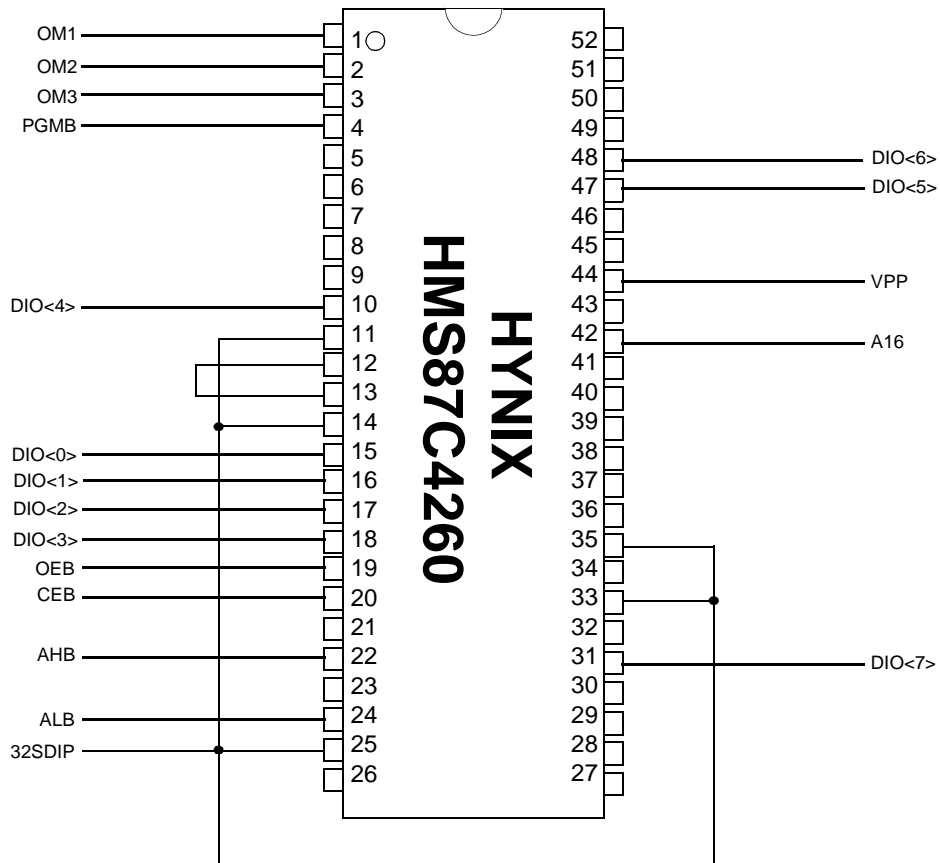 OM1
OM2
OM3
PGMB
DIO<4>
DIO<0>
DIO<1>
DIO<2>
DIO<3>
OEB
CEB
AHB
ALB
32SDIP
1
2
3
4
5
6
7
8
9
10
11
12
13
14
15
16
17
18
19
20
21
22
23
24
25
26
HYNIX
HMS87C4260
52
51
50
49
48
47
46
45
44
43
42
41
40
39
38
37
36
35
34
33
32
31
30
29
28
27
DIO<6>
DIO<5>
VPP
A16
DIO<7>